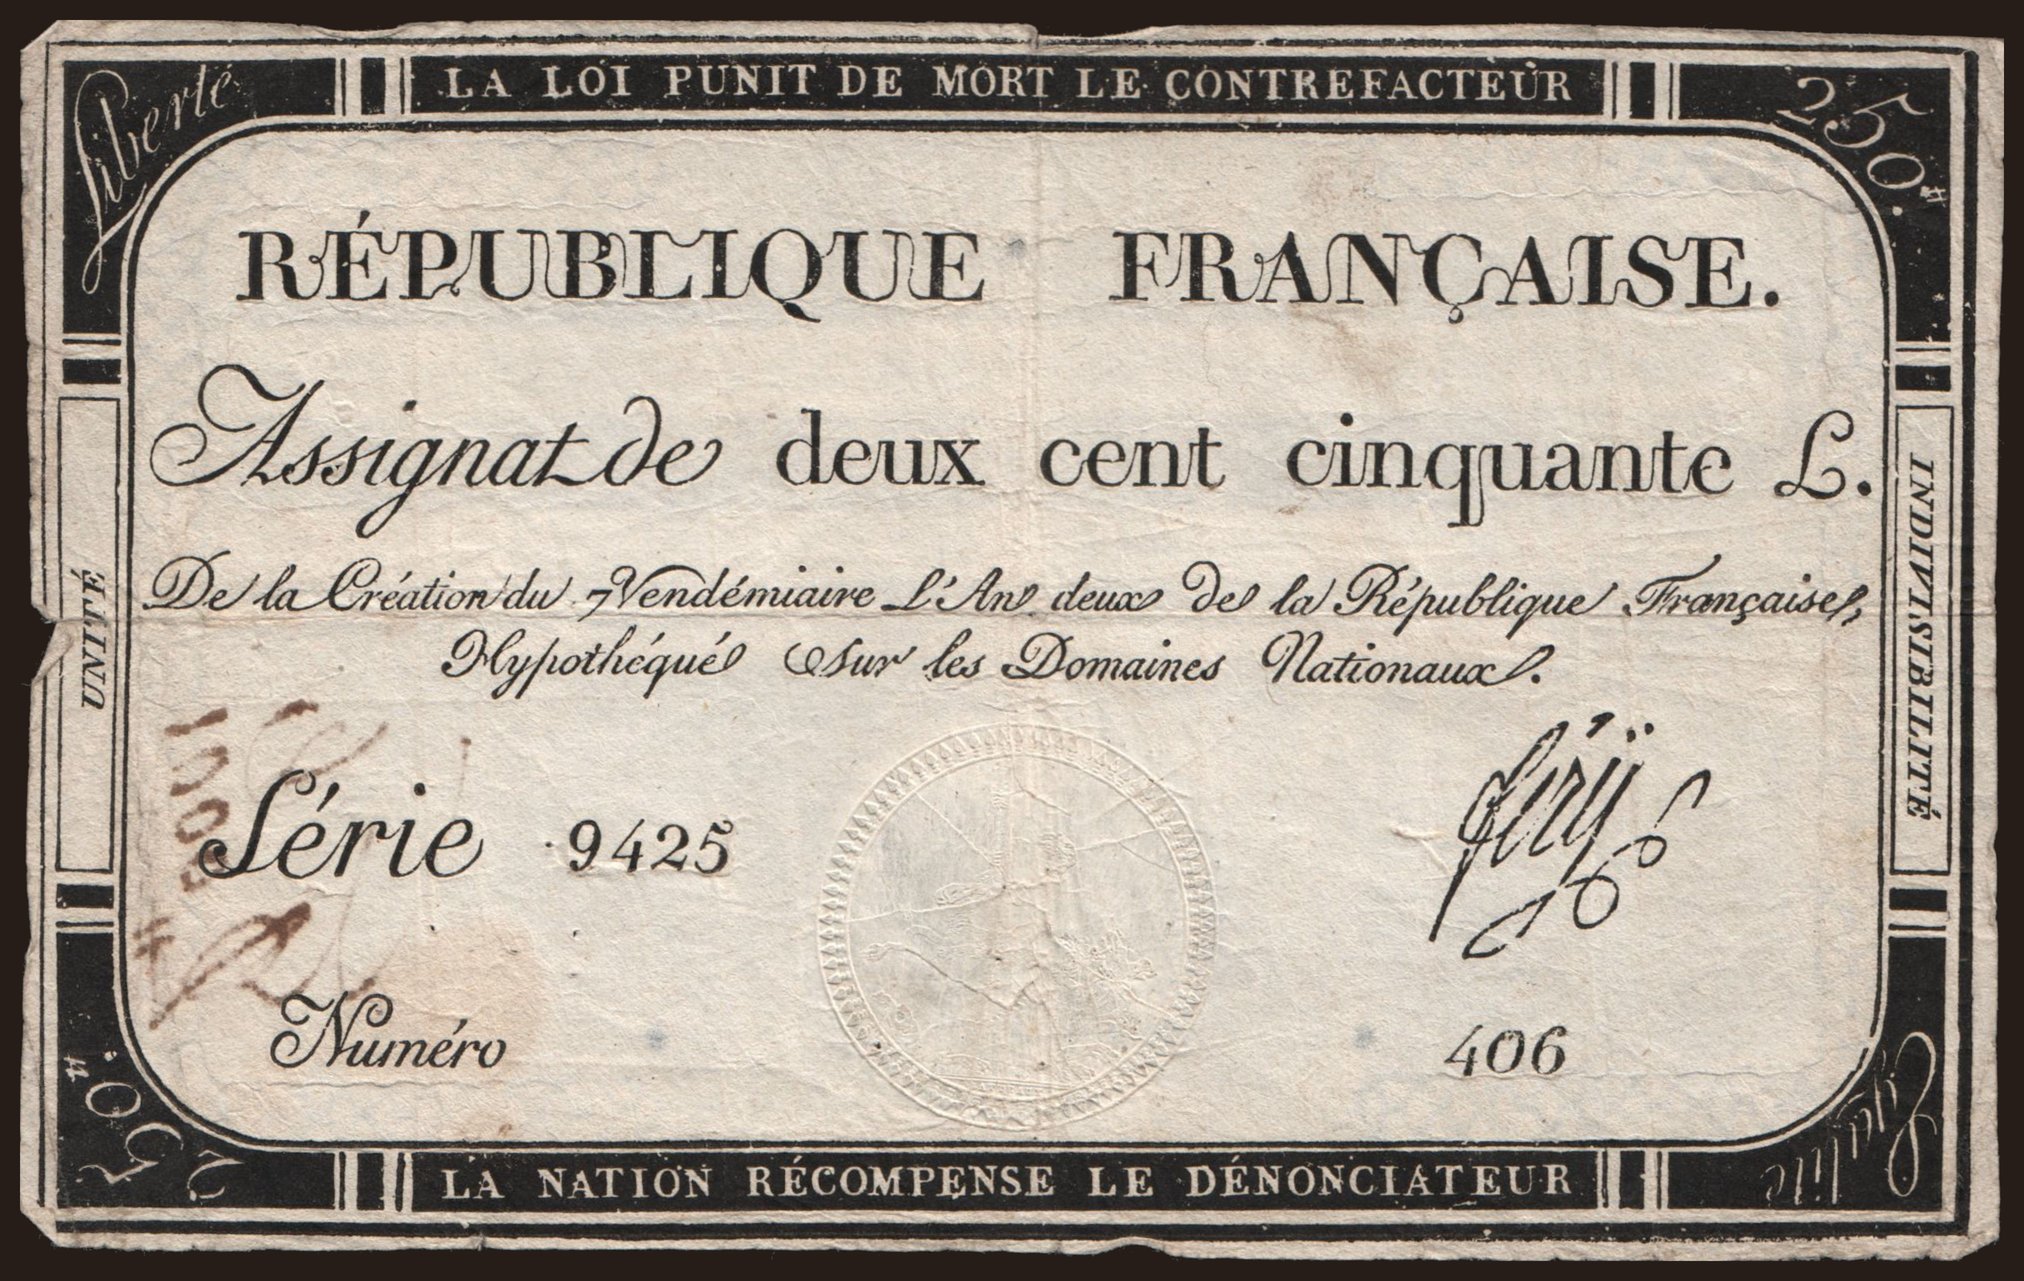 LA LOI PUNIT DE MORT LE CONTREFACTEUR
Liberté
250.
RÉPUBLIQUE FRANÇAISE.
Assignat de deux cent cinquante L.
De la Création du 7 Vendémiaire L'An deux de la République Française,
Hypothéqué Sur les Domaines Nationaux.
UNITÉ
INDIVISIBILITÉ
Série 9425
Numéro 406
250.
Egalité
LA NATION RÉCOMPENSE LE DÉNONCIATEUR